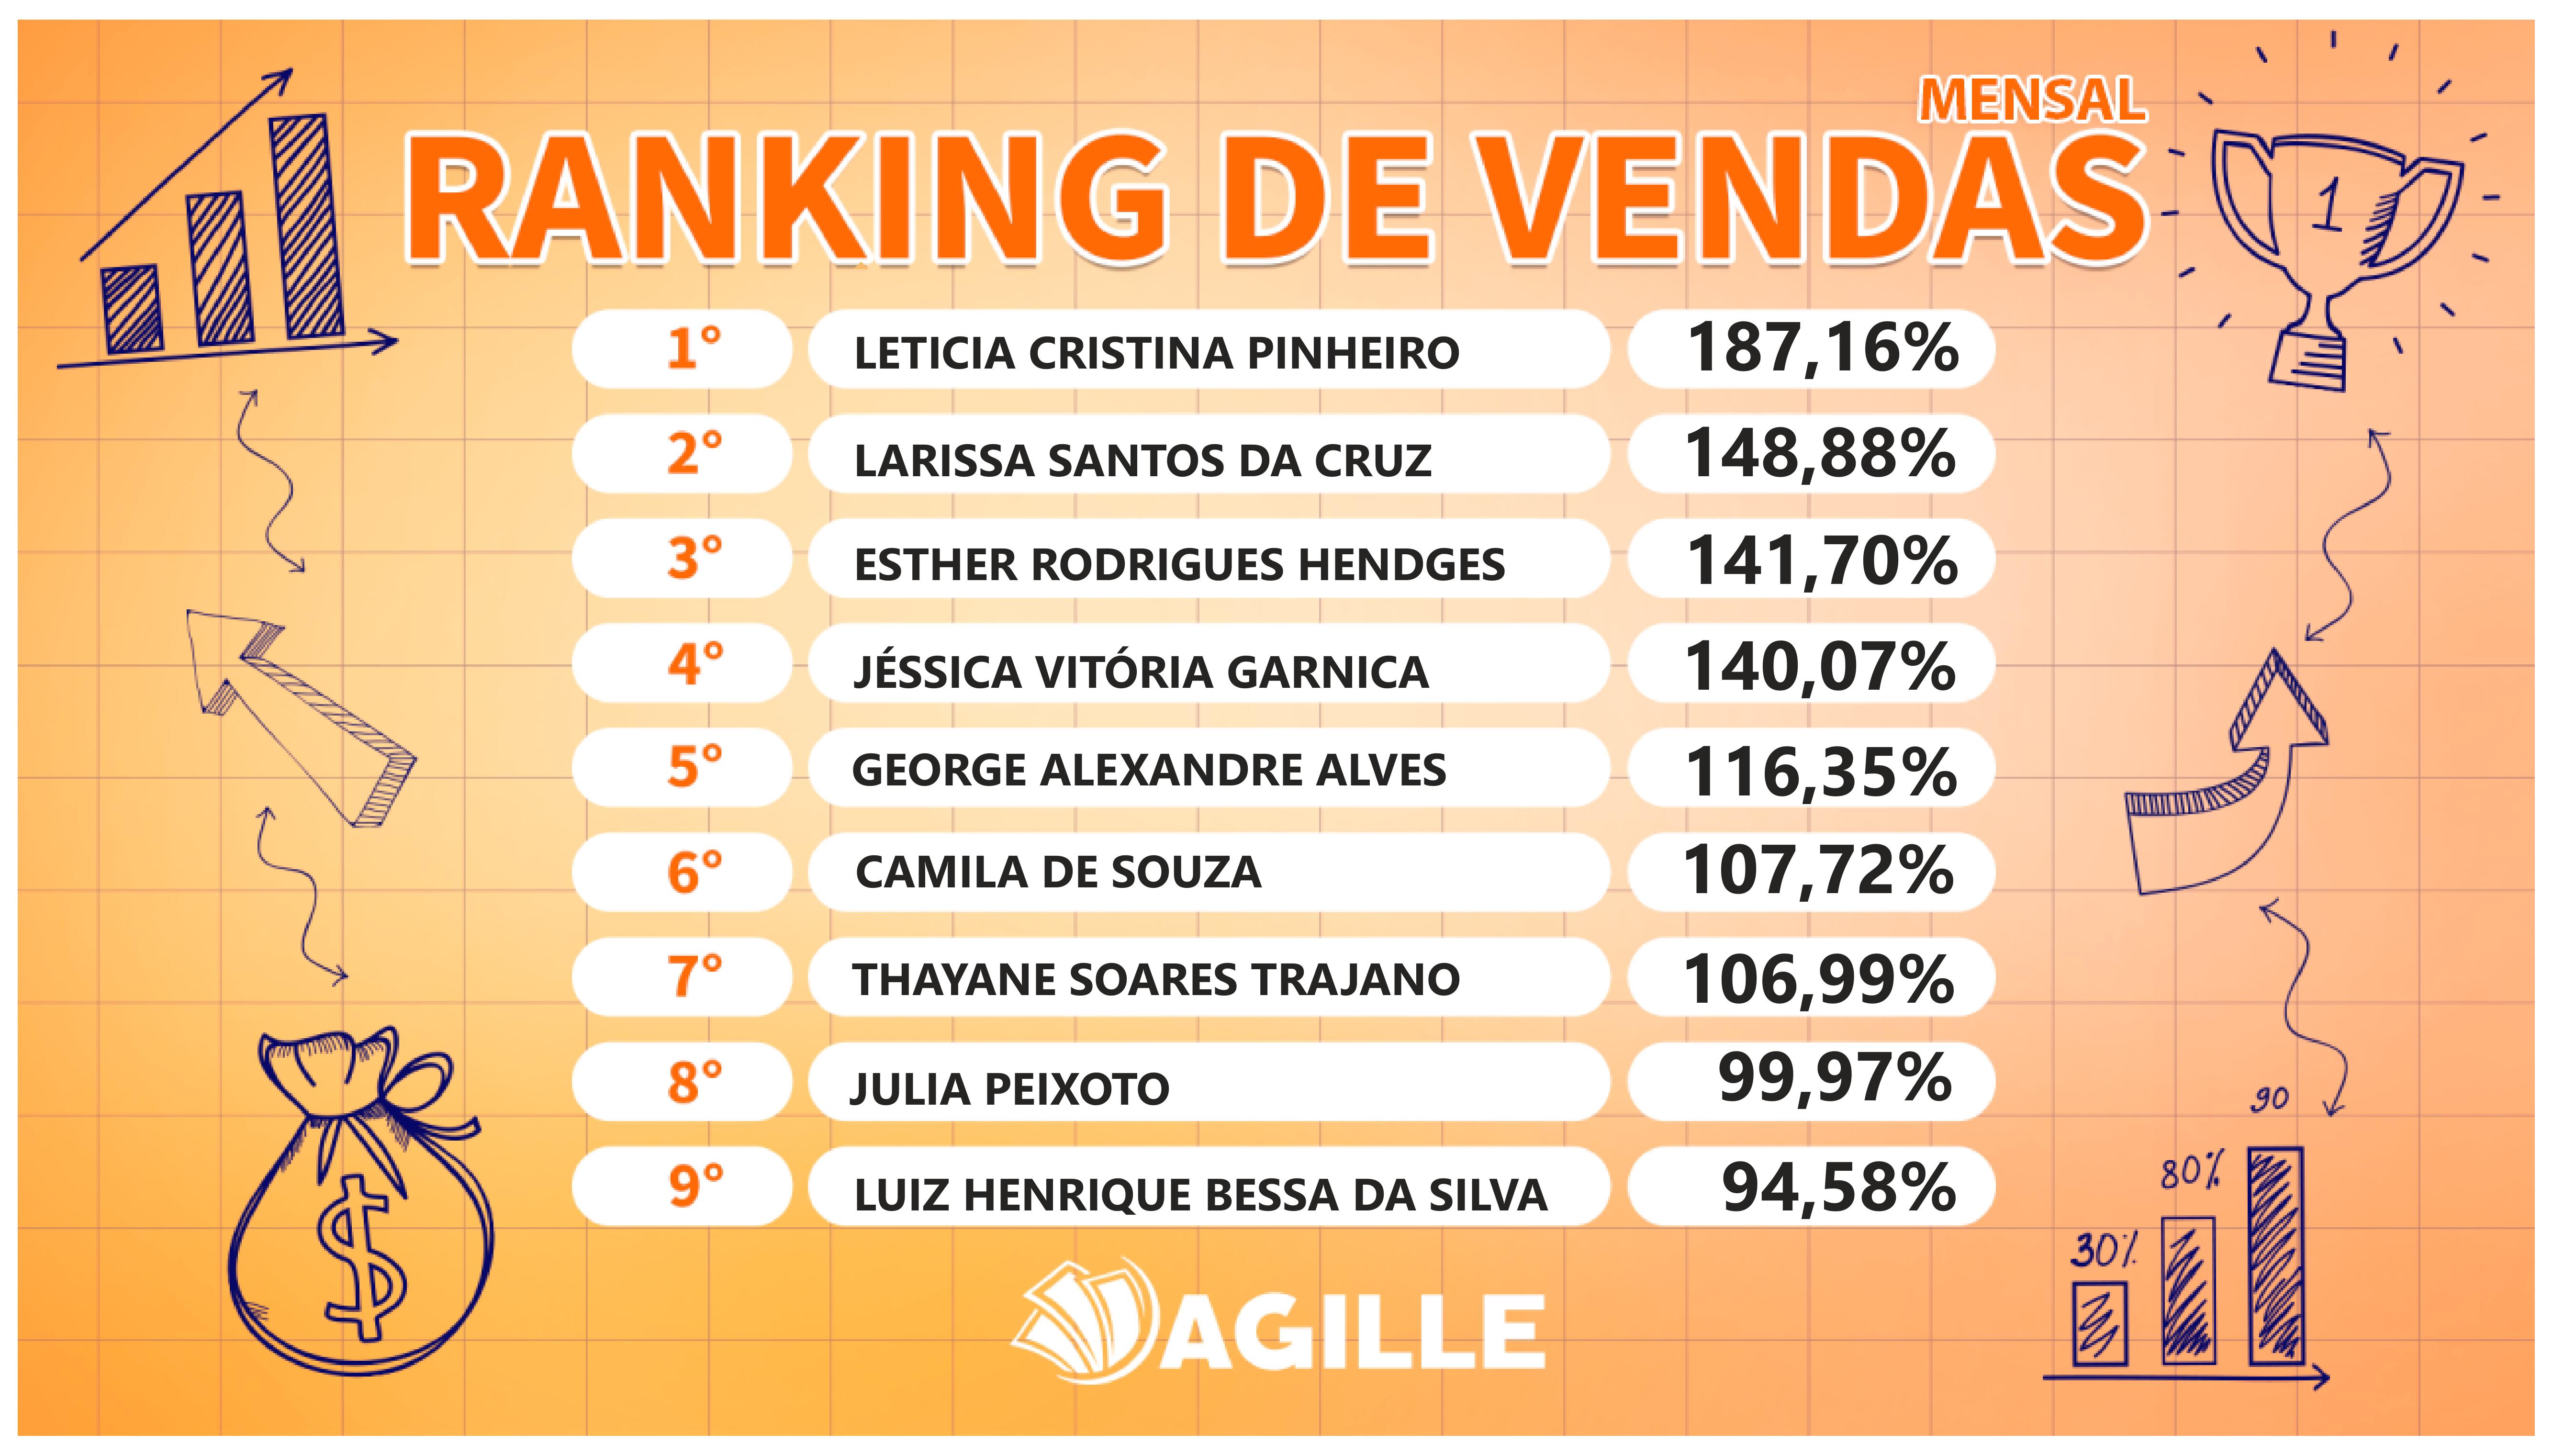 MENSAL
RANKING DE VENDAS
1
1° LETICIA CRISTINA PINHEIRO 187,16%
2° LARISSA SANTOS DA CRUZ 148,88%
3° ESTHER RODRIGUES HENDGES 141,70%
4° JÉSSICA VITÓRIA GARNICA 140,07%
5° GEORGE ALEXANDRE ALVES 116,35%
6° CAMILA DE SOUZA 107,72%
7° THAYANE SOARES TRAJANO 106,99%
8° JULIA PEIXOTO 99,97%
9° LUIZ HENRIQUE BESSA DA SILVA 94,58%
$
90
80%
30%
AGILLE